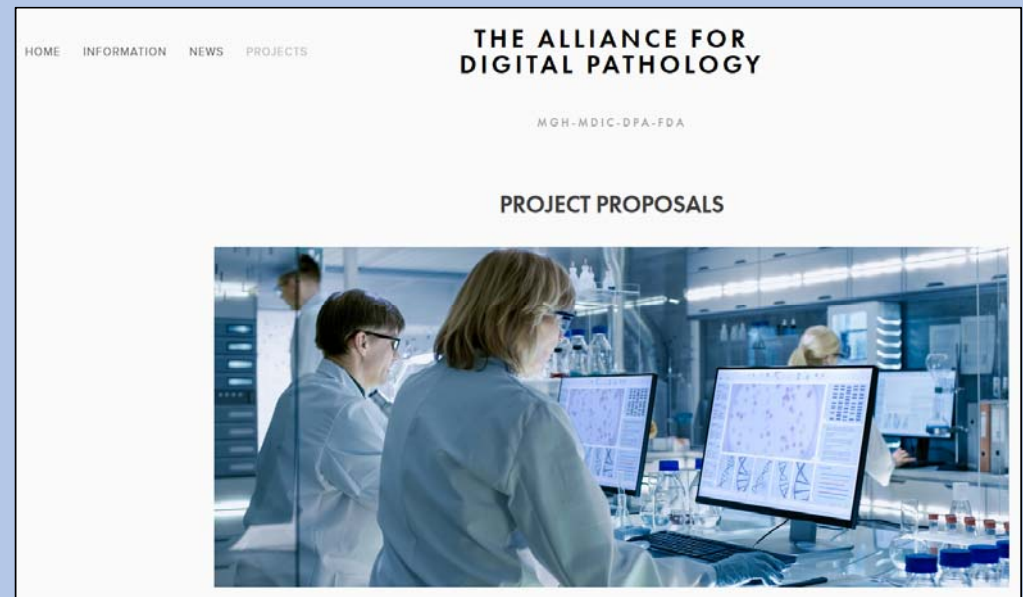 HOME INFORMATION NEWS PROJECTS
THE ALLIANCE FOR
DIGITAL PATHOLOGY
MGH-MDIC-DPA-FDA
PROJECT PROPOSALS